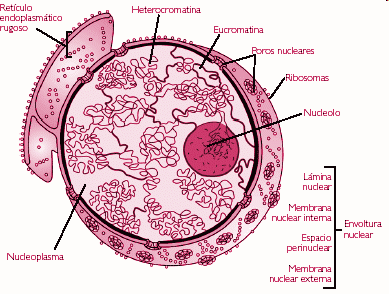 Retículo
endoplasmático
rugoso
Heterocromatina
Eucromatina
Poros nucleares
Ribosomas
Nucleolo
Lámina
nuclear
Membrana
nuclear interna
Espacio
perinuclear
Membrana
nuclear externa
Envoltura
nuclear
Nucleoplasma